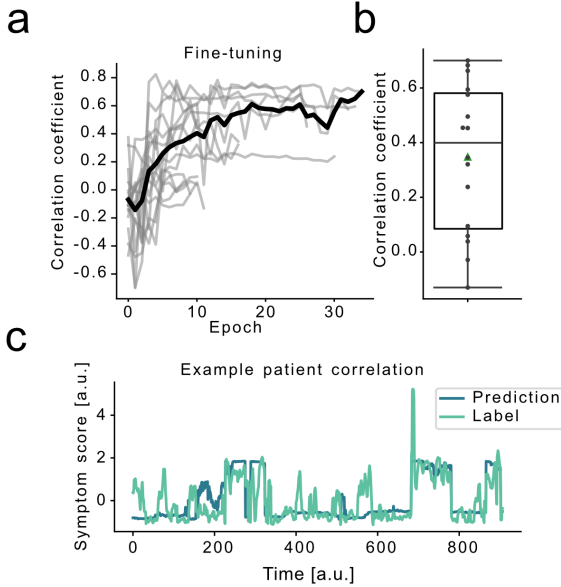 a
Fine-tuning
Correlation coefficient
0.8
0.6
0.4
0.2
0.0
-0.2
-0.4
-0.6
0
10
20
30
Epoch
b
Correlation coefficient
0.6
0.4
0.2
0.0
c
Example patient correlation
Symptom score [a.u.]
4
2
0
Prediction
Label
0
200
400
600
800
Time [a.u.]